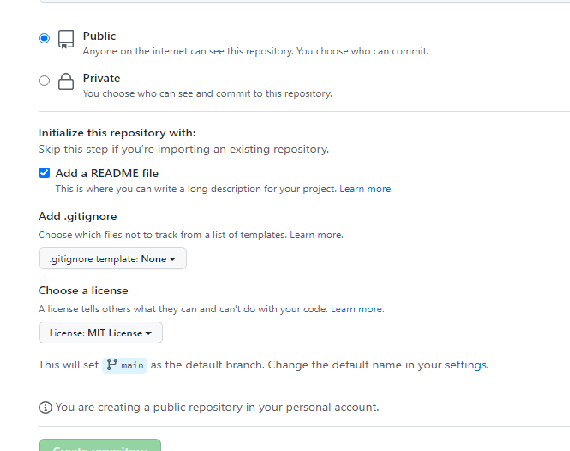 Public
Anyone on the internet can see this repository. You choose who can commit.
Private
You choose who can see and commit to this repository.
Initialize this repository with:
Skip this step if you're importing an existing repository.
Add a README file
This is where you can write a long description for your project. Learn more
Add .gitignore
Choose which files not to track from a list of templates. Learn more.
.gitignore template: None
Choose a license
A license tells others what they can and can't do with your code. Learn more.
License: MIT License
This will set main as the default branch. Change the default name in your settings.
You are creating a public repository in your personal account.
Create repository